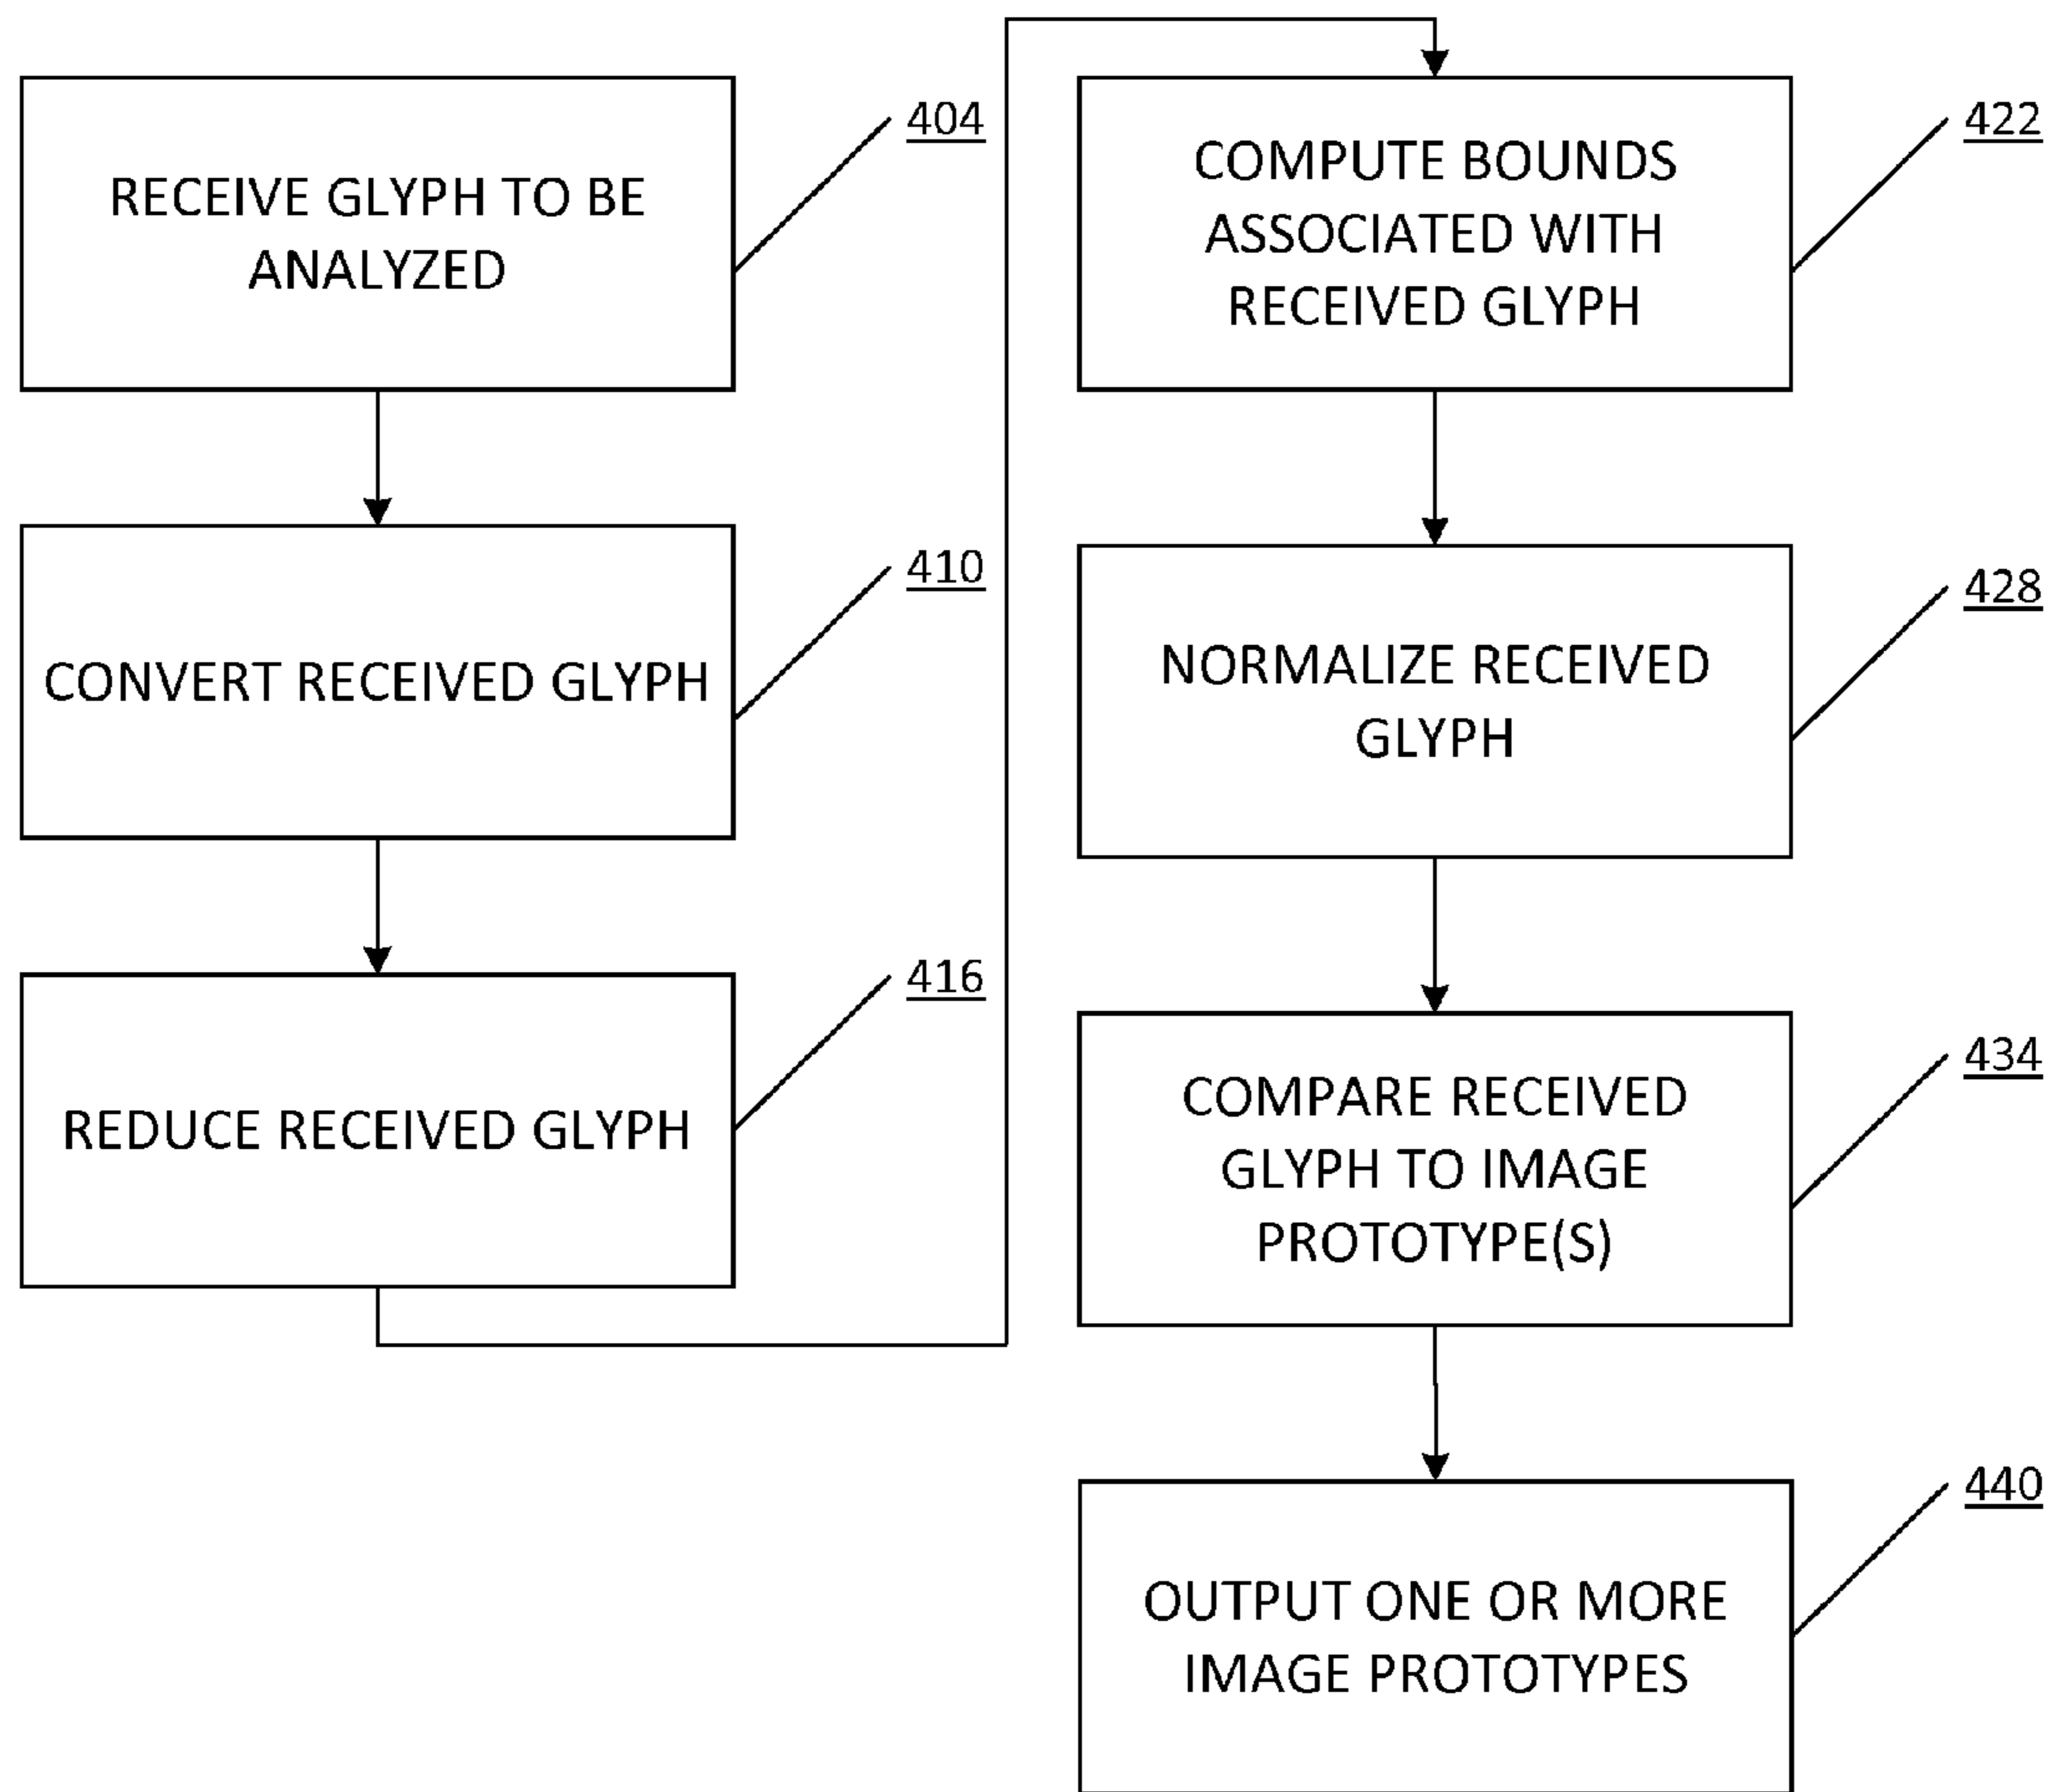 RECEIVE GLYPH TO BE
ANALYZED
404
CONVERT RECEIVED GLYPH
410
REDUCE RECEIVED GLYPH
416
COMPUTE BOUNDS
ASSOCIATED WITH
RECEIVED GLYPH
422
NORMALIZE RECEIVED
GLYPH
428
COMPARE RECEIVED
GLYPH TO IMAGE
PROTOTYPE(S)
434
OUTPUT ONE OR MORE
IMAGE PROTOTYPES
440